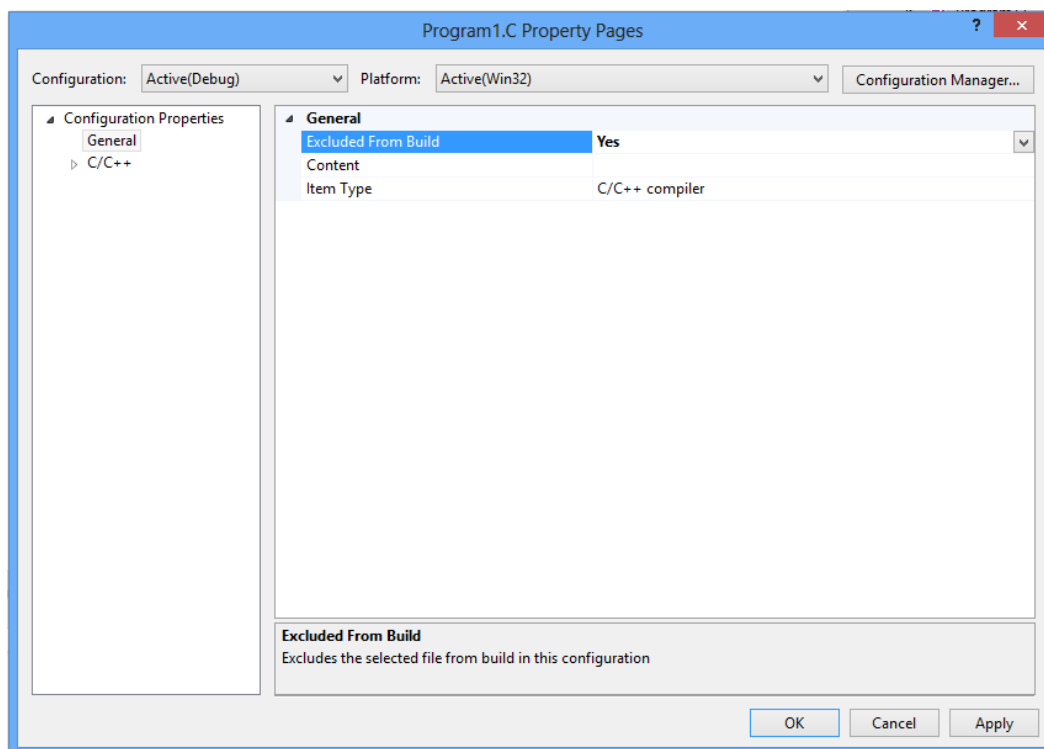 Program1.C Property Pages
?
Configuration: Active(Debug) Platform: Active(Win32) Configuration Manager...
Configuration Properties
General
C/C++
General
Excluded From Build Yes
Content
Item Type C/C++ compiler
Excluded From Build
Excludes the selected file from build in this configuration
OK Cancel Apply